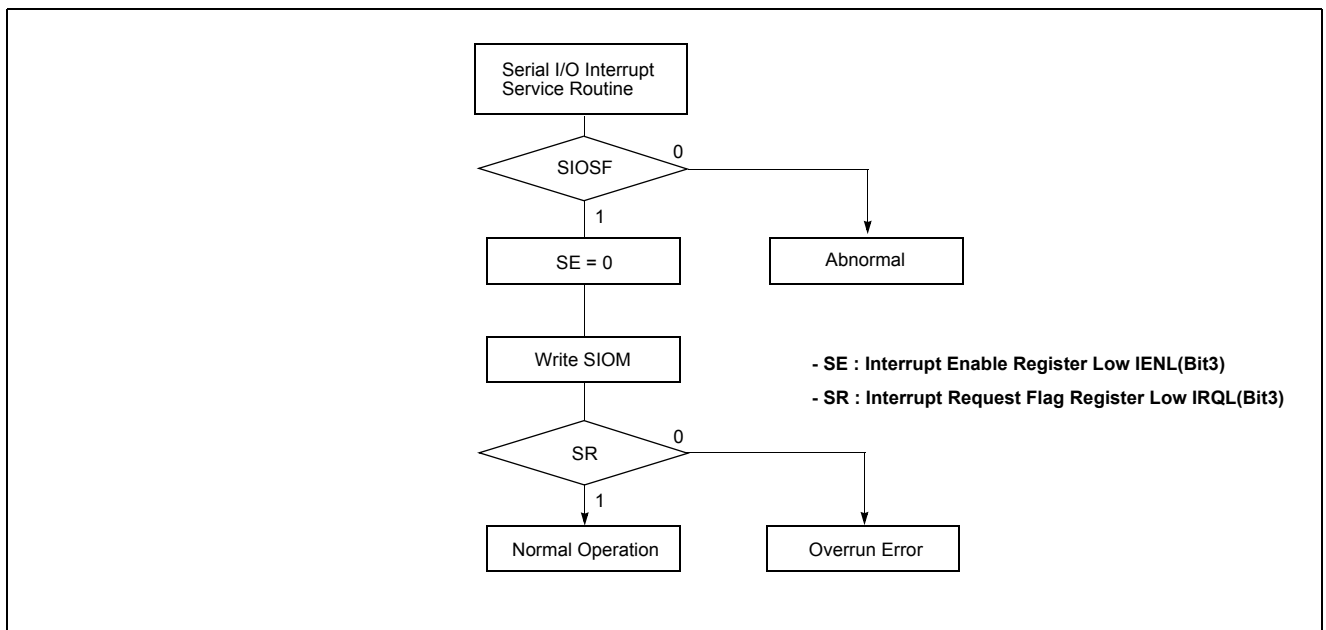 Serial I/O Interrupt
Service Routine
SIOSF
0
1
SE = 0
Abnormal
Write SIOM
- SE : Interrupt Enable Register Low IENL(Bit3)
- SR : Interrupt Request Flag Register Low IRQL(Bit3)
SR
0
1
Normal Operation
Overrun Error